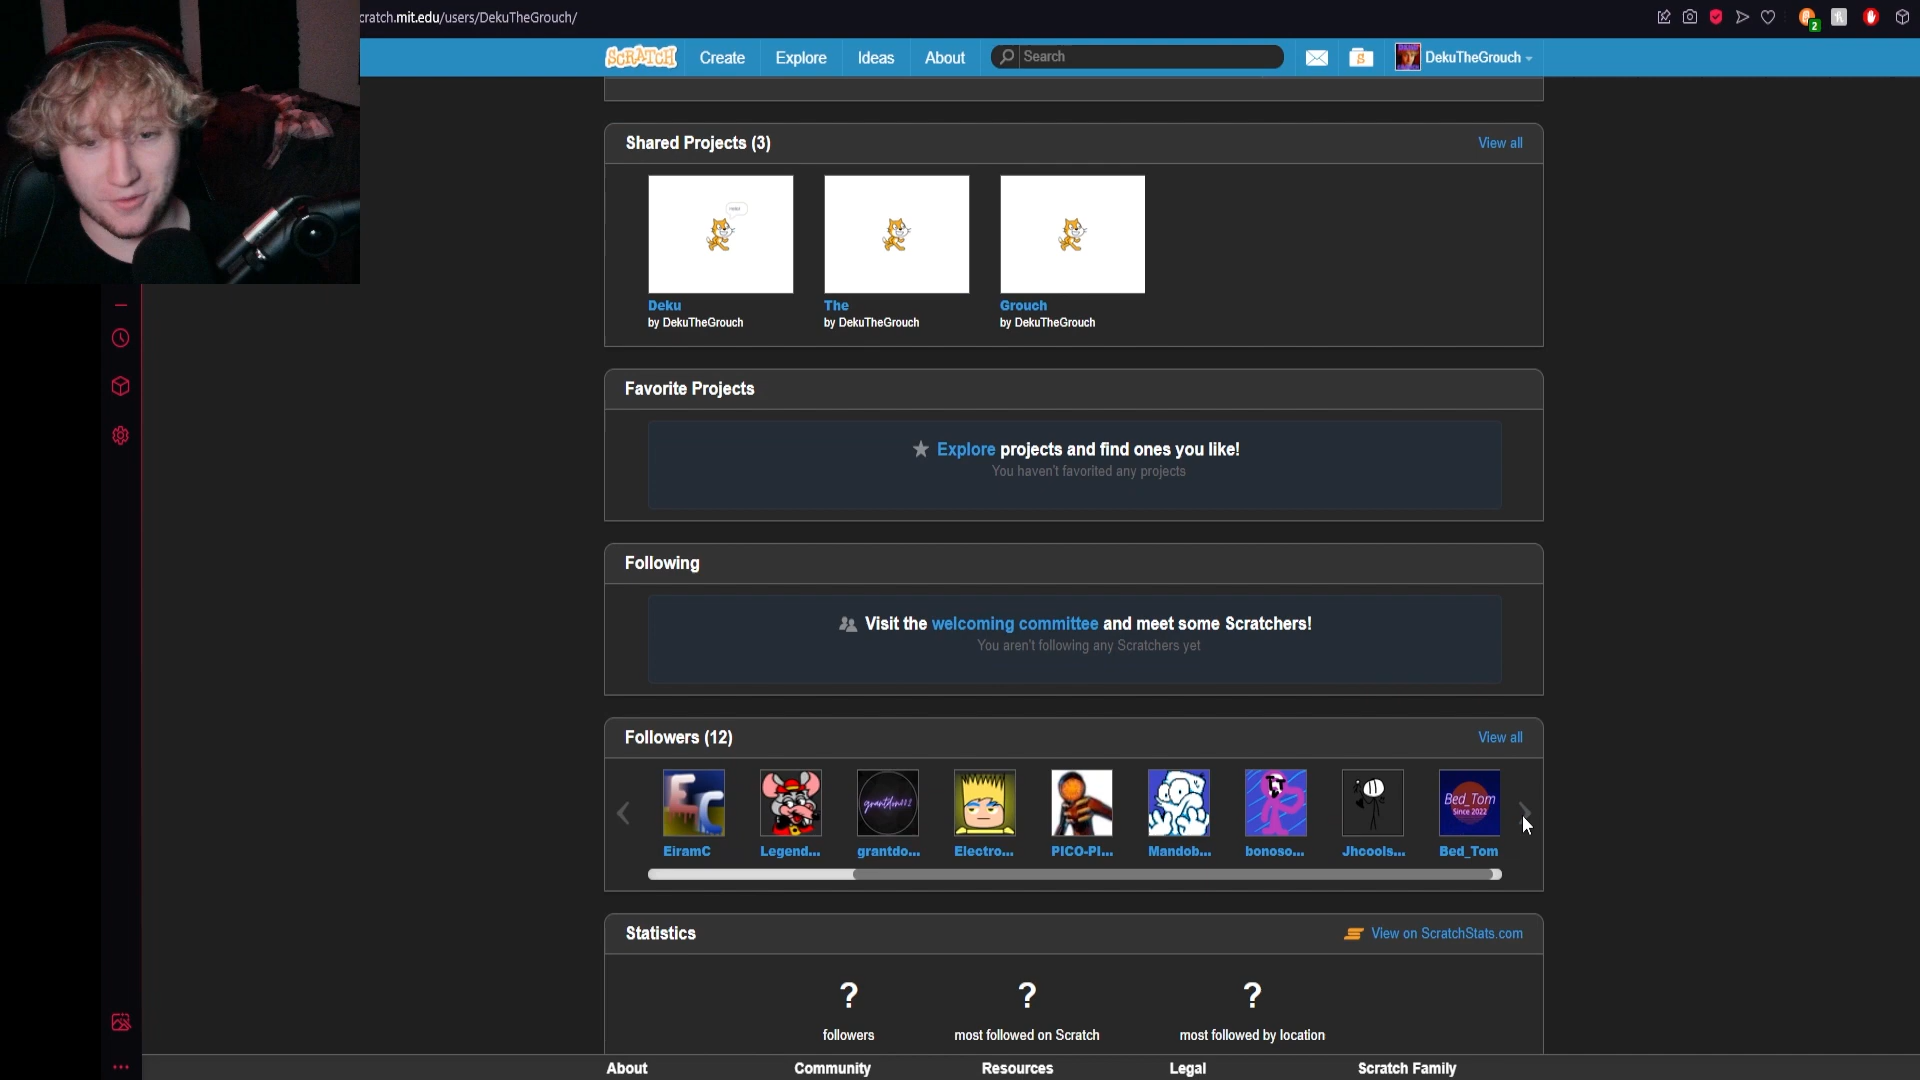 cratch.mit.edu/users/DekuTheGrouch/
2
SCRATCH
Create
Explore
Ideas
About
Search
DekuTheGrouch
Shared Projects (3)
View all
Deku
by DekuTheGrouch
The
by DekuTheGrouch
Grouch
by DekuTheGrouch
Favorite Projects
Explore projects and find ones you like!
You haven't favorited any projects
Following
Visit the welcoming committee and meet some Scratchers!
You aren't following any Scratchers yet
Followers (12)
View all
EC
grantdon112
Bed_Tom
Since 2022
EiramC
Legend...
grantdo...
Electro...
PICO-PI...
Mandob...
bonoso...
Jhcools...
Bed_Tom
Statistics
View on ScratchStats.com
?
?
?
followers
most followed on Scratch
most followed by location
About
Community
Resources
Legal
Scratch Family